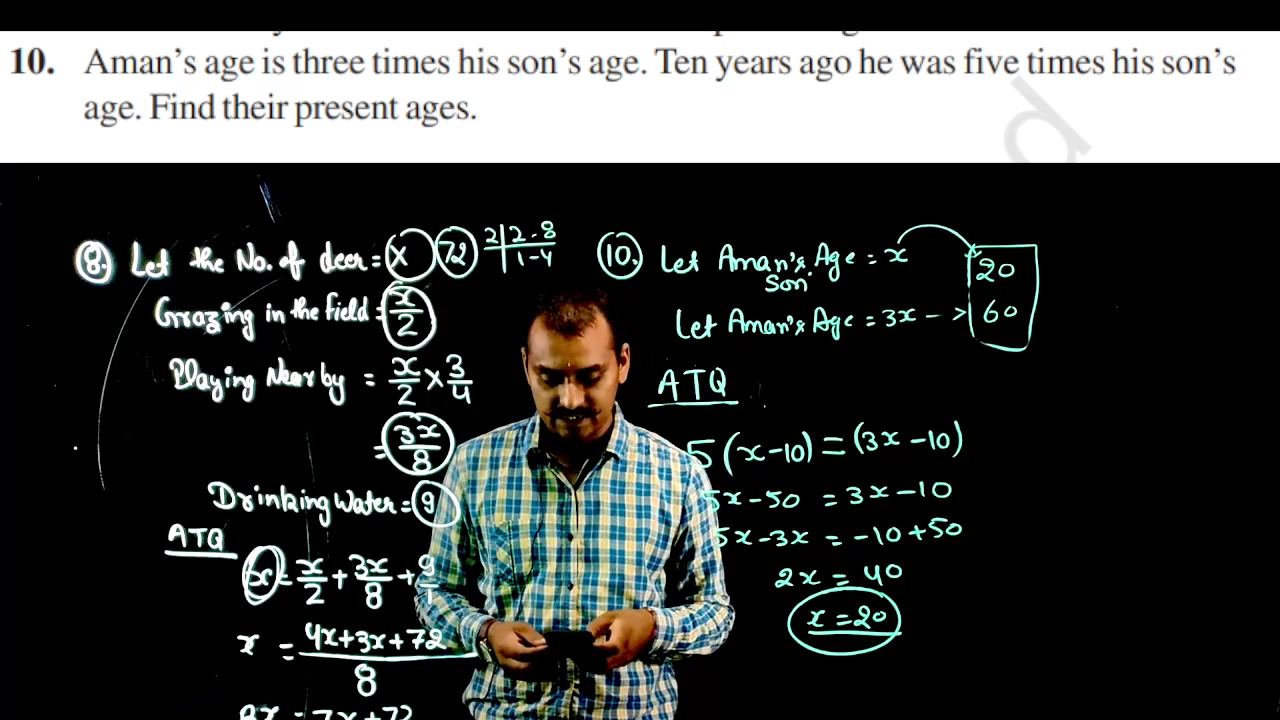 10. Aman's age is three times his son's age. Ten years ago he was five times his son's
age. Find their present ages.
8. Let the No. of deer = x 72 2 | 2 - 8
1 - 4
Grazing in the field = x/2
Playing Nearby = x/2 × 3/4
= 3x/8
Drinking Water = 9
ATQ
x = x/2 + 3x/8 + 9/1
x = 4x+3x+72 / 8
8x = 7x+72
10. Let Aman's Age = x 20
Son
Let Aman's Age = 3x -> 60
ATQ
5(x-10) = (3x-10)
5x-50 = 3x-10
5x-3x = -10+50
2x = 40
x = 20